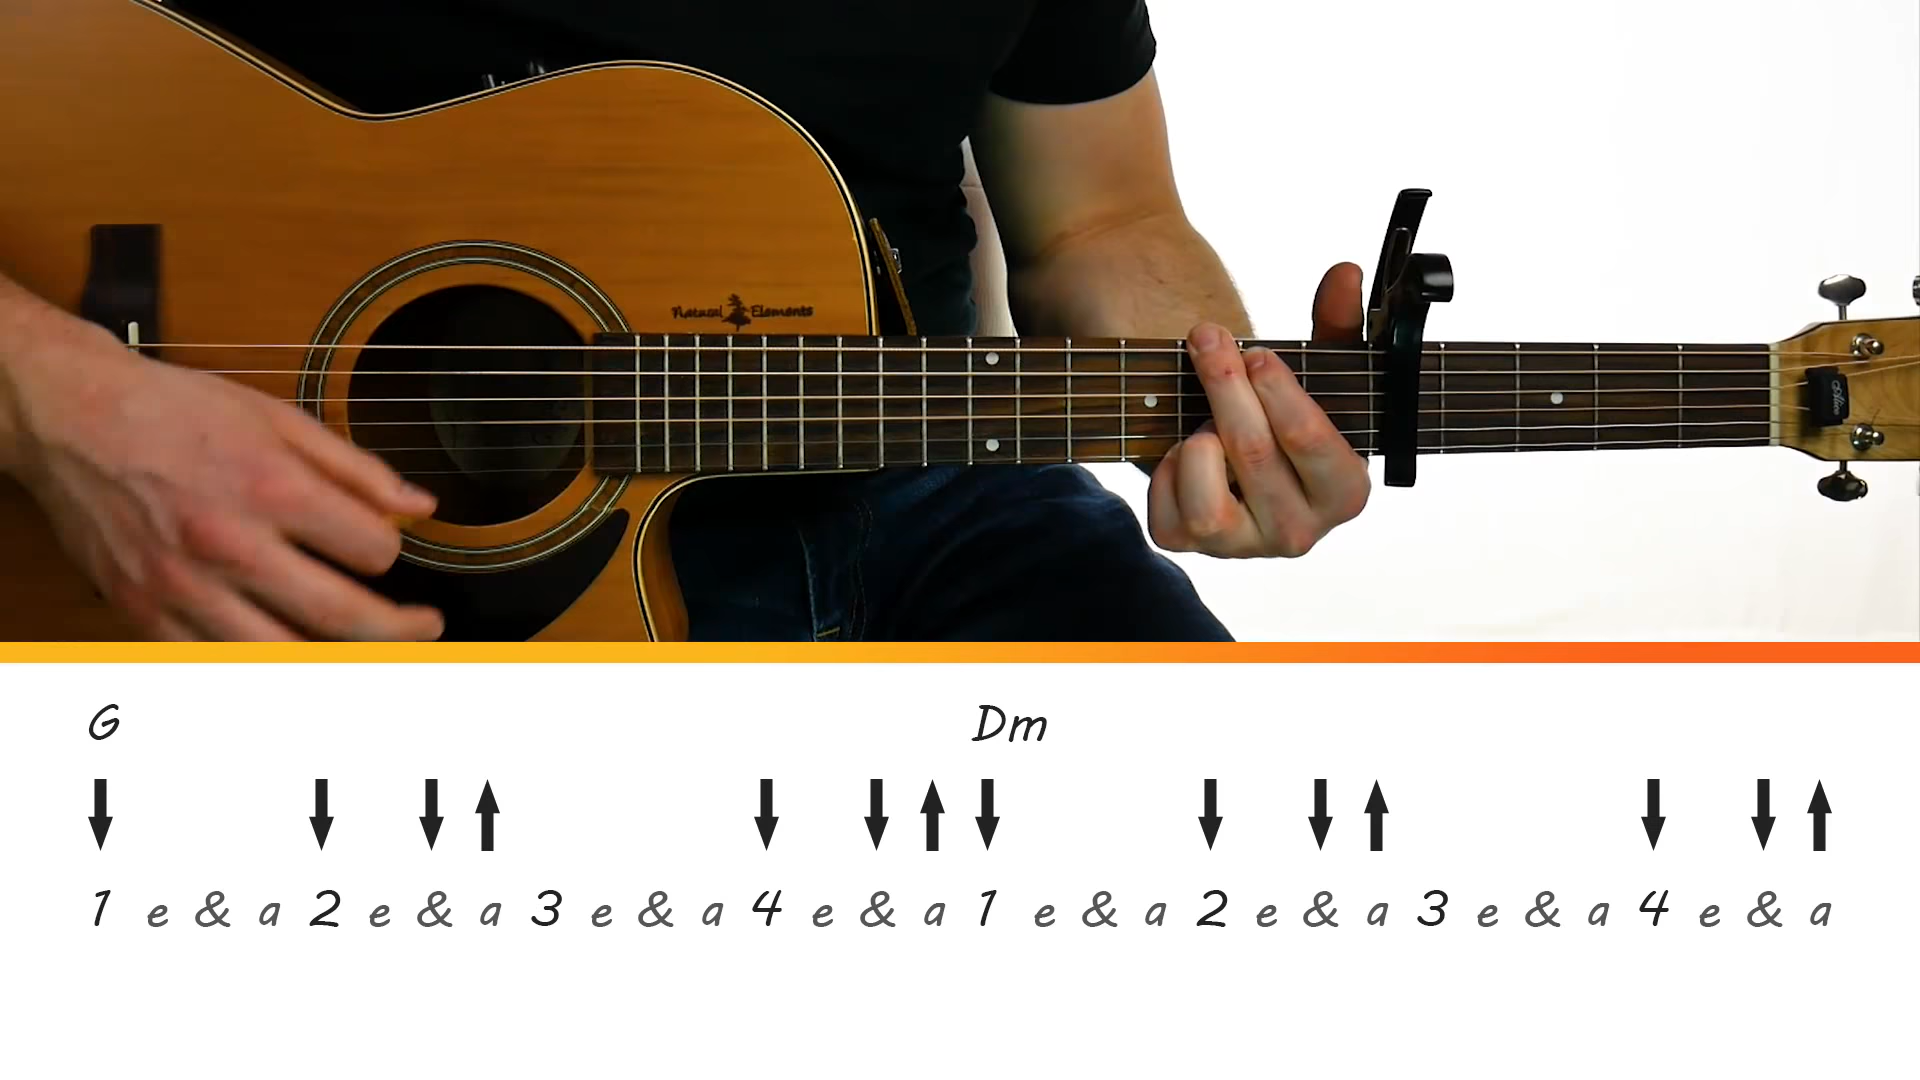 Natural Elements
G Dm
1 e & a 2 e & a 3 e & a 4 e & a 1 e & a 2 e & a 3 e & a 4 e & a